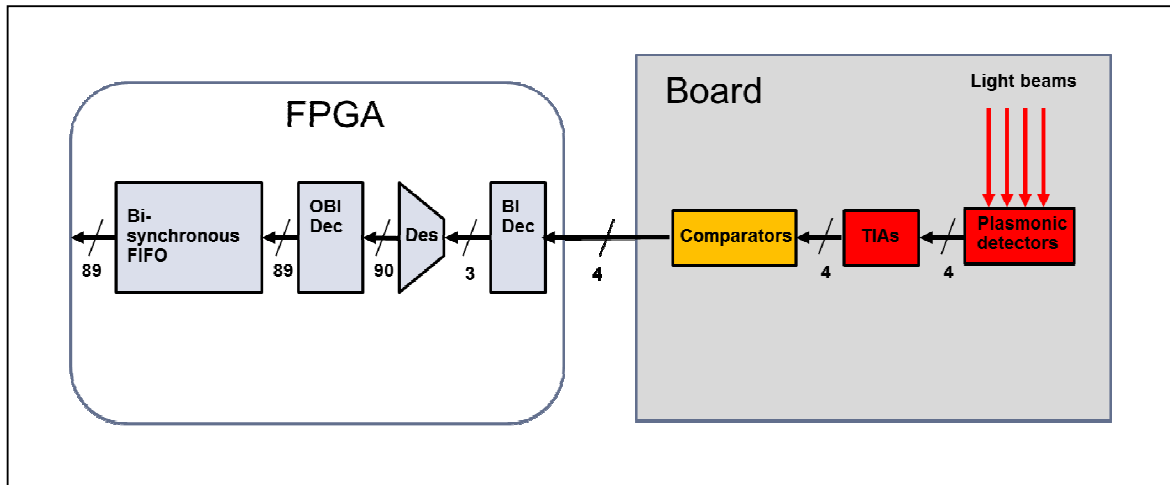 FPGA
Board
Light beams
Bi-
synchronous
FIFO
OBI
Dec
Des
BI
Dec
Comparators
TIAs
Plasmonic
detectors
89
89
90
3
4
4
4